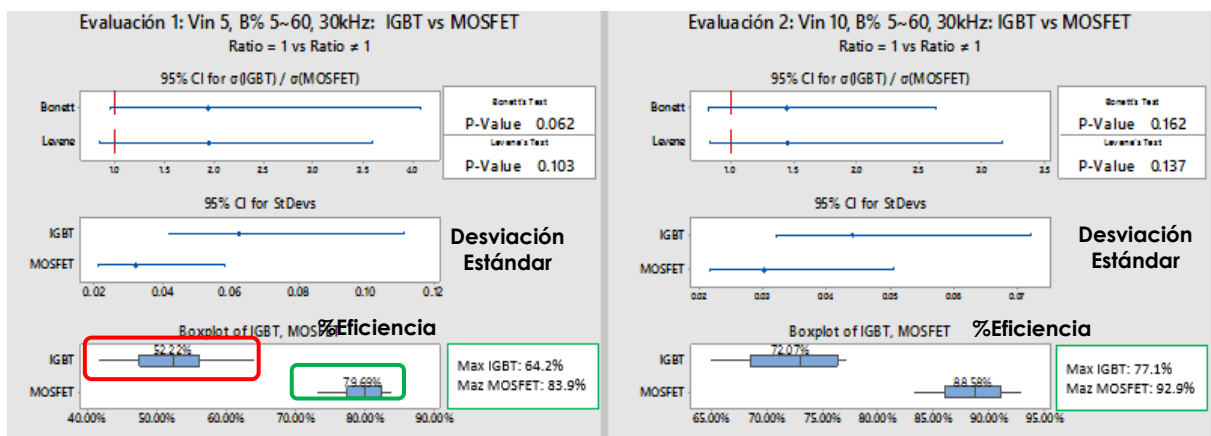 Evaluación 1: Vin 5, B% 5~60, 30kHz: IGBT vs MOSFET
Ratio = 1 vs Ratio ≠ 1
95% CI for σ(IGBT) / σ(MOSFET)
Bonett
Levene
1.0 1.5 2.0 2.5 3.0 3.5 4.0
Bonett's Test
P-Value 0.062
Levene's Test
P-Value 0.103
95% CI for StDevs
IGBT
MOSFET
0.02 0.04 0.06 0.08 0.10 0.12
Desviación
Estándar
Boxplot of IGBT, MOSFET
%Eficiencia
IGBT
52.22%
MOSFET
79.69%
40.00% 50.00% 60.00% 70.00% 80.00% 90.00%
Max IGBT: 64.2%
Maz MOSFET: 83.9%
Evaluación 2: Vin 10, B% 5~60, 30kHz: IGBT vs MOSFET
Ratio = 1 vs Ratio ≠ 1
95% CI for σ(IGBT) / σ(MOSFET)
Bonett
Levene
1.0 1.5 2.0 2.5 3.0 3.5
Bonett's Test
P-Value 0.162
Levene's Test
P-Value 0.137
95% CI for StDevs
IGBT
MOSFET
0.02 0.03 0.04 0.05 0.06 0.07
Desviación
Estándar
Boxplot of IGBT, MOSFET
%Eficiencia
IGBT
72.07%
MOSFET
88.58%
65.00% 70.00% 75.00% 80.00% 85.00% 90.00% 95.00%
Max IGBT: 77.1%
Maz MOSFET: 92.9%